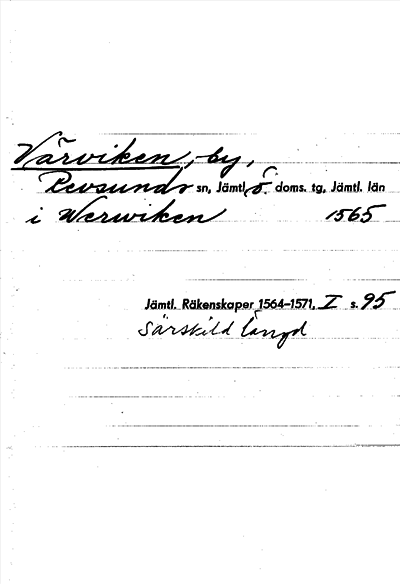 Värviken, by,
Revsunds sn, Jämtl. ö. doms. tg, Jämtl. län
i Werwiken 1565
Jämtl. Räkenskaper 1564–1571, I s. 95
Särskild längd